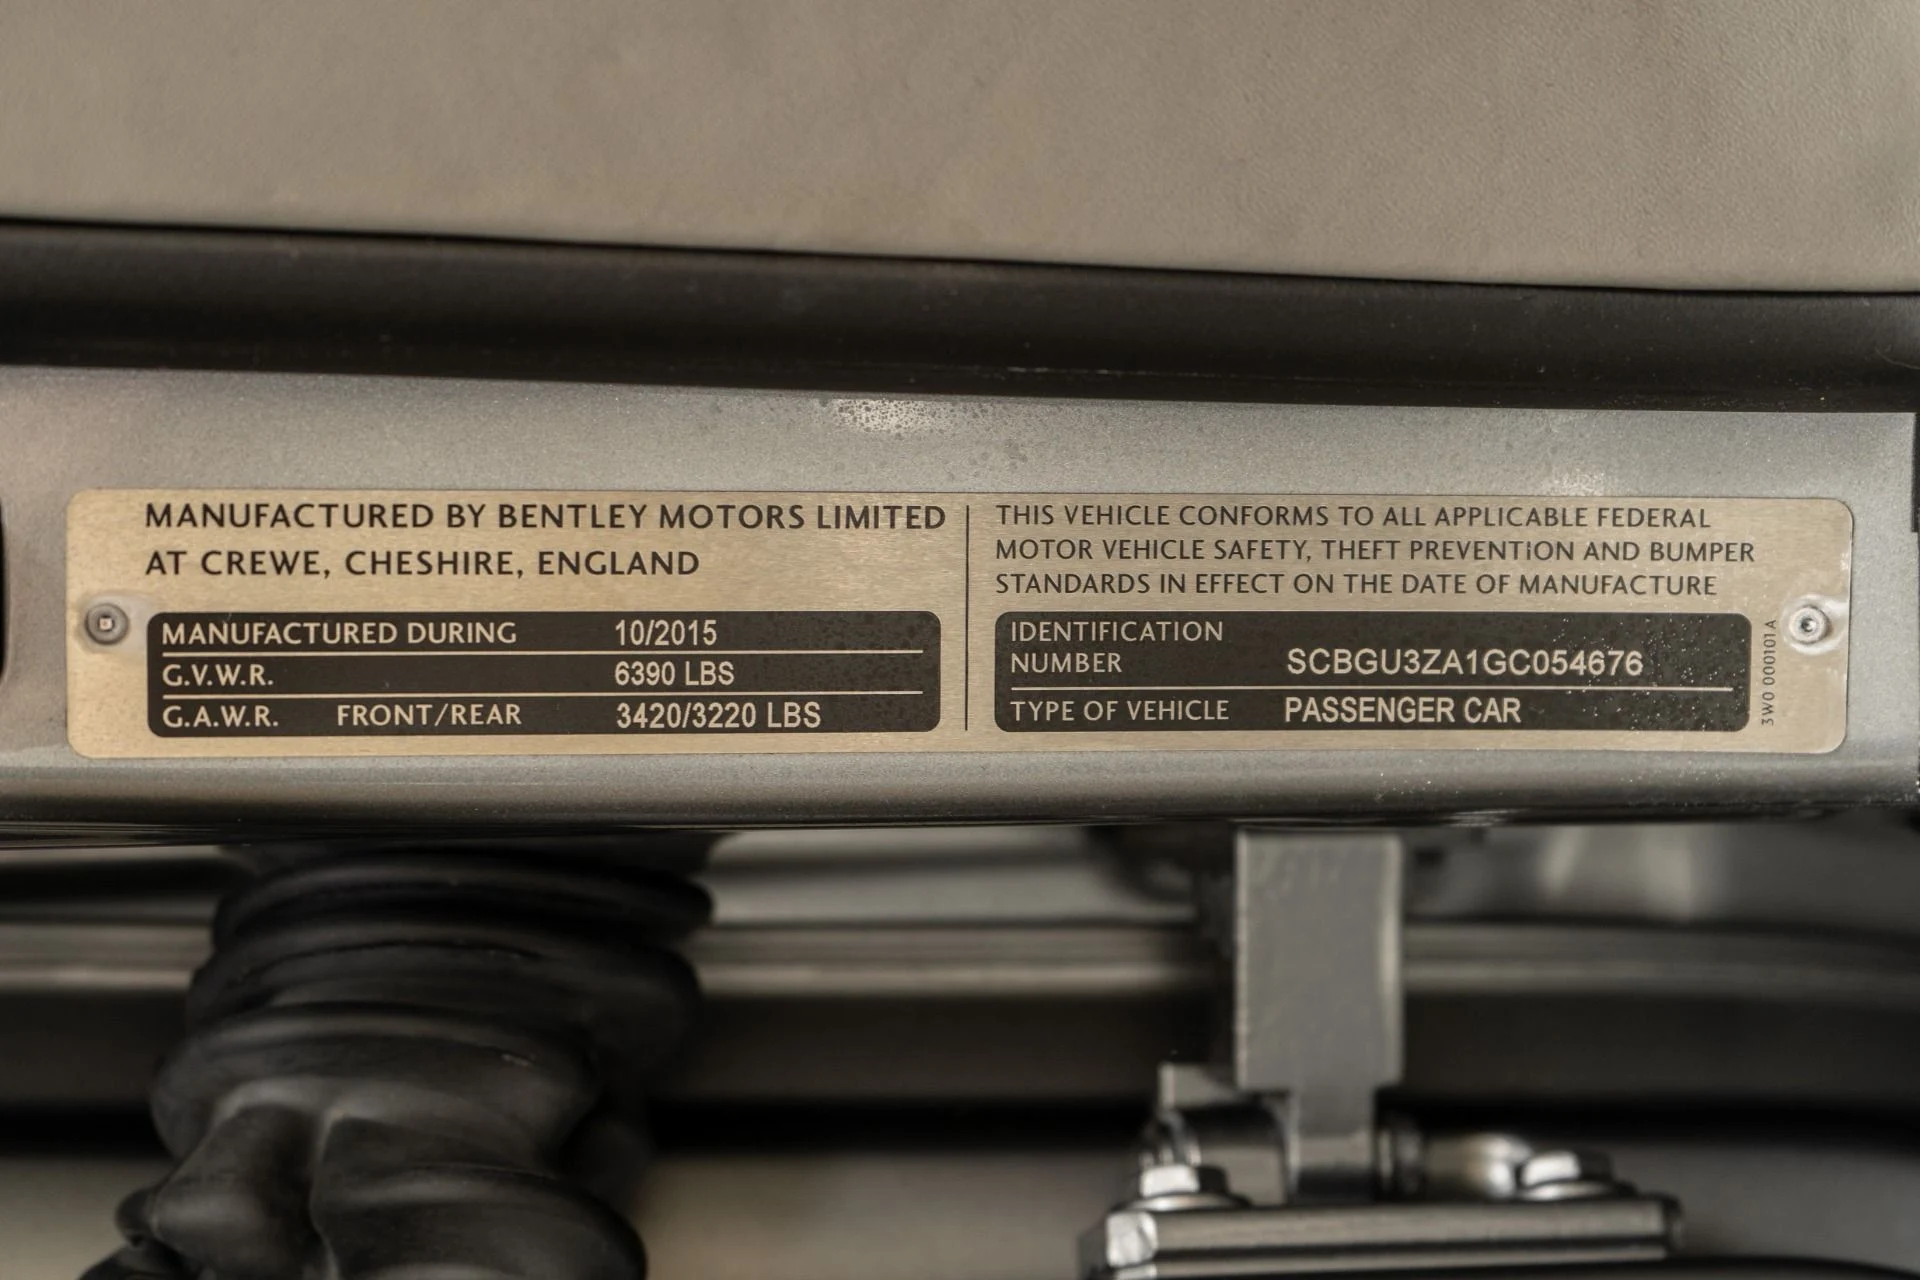 MANUFACTURED BY BENTLEY MOTORS LIMITED
AT CREWE, CHESHIRE, ENGLAND
MANUFACTURED DURING 10/2015
G.V.W.R. 6390 LBS
G.A.W.R. FRONT/REAR 3420/3220 LBS
THIS VEHICLE CONFORMS TO ALL APPLICABLE FEDERAL
MOTOR VEHICLE SAFETY, THEFT PREVENTiON AND BUMPER
STANDARDS IN EFFECT ON THE DATE OF MANUFACTURE
IDENTIFICATION
NUMBER SCBGU3ZA1GC054676
TYPE OF VEHICLE PASSENGER CAR
3W0 000101 A